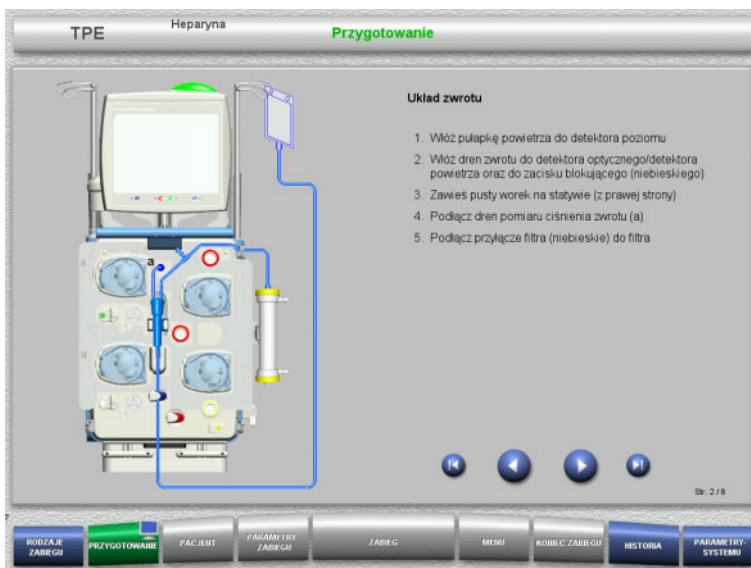 TPE
Heparyna
Przygotowanie
Układ zwrotu
1. Włóż pułapkę powietrza do detektora poziomu
2. Włóż dren zwrotu do detektora optycznego/detektora
powietrza oraz do zacisku blokującego (niebieskiego)
3. Zawieś pusty worek na statywie (z prawej strony)
4. Podłącz dren pomiaru ciśnienia zwrotu (a)
5. Podłącz przyłącze filtra (niebieskie) do filtra
a
Str. 2 / 8
7
RODZAJE
ZABIEGU
PRZYGOTOWANIE
PACJENT
PARAMETRY
ZABIEGU
ZABIEG
MENU
KONIEC ZABIEGU
HISTORIA
PARAMETRY-
SYSTEMU